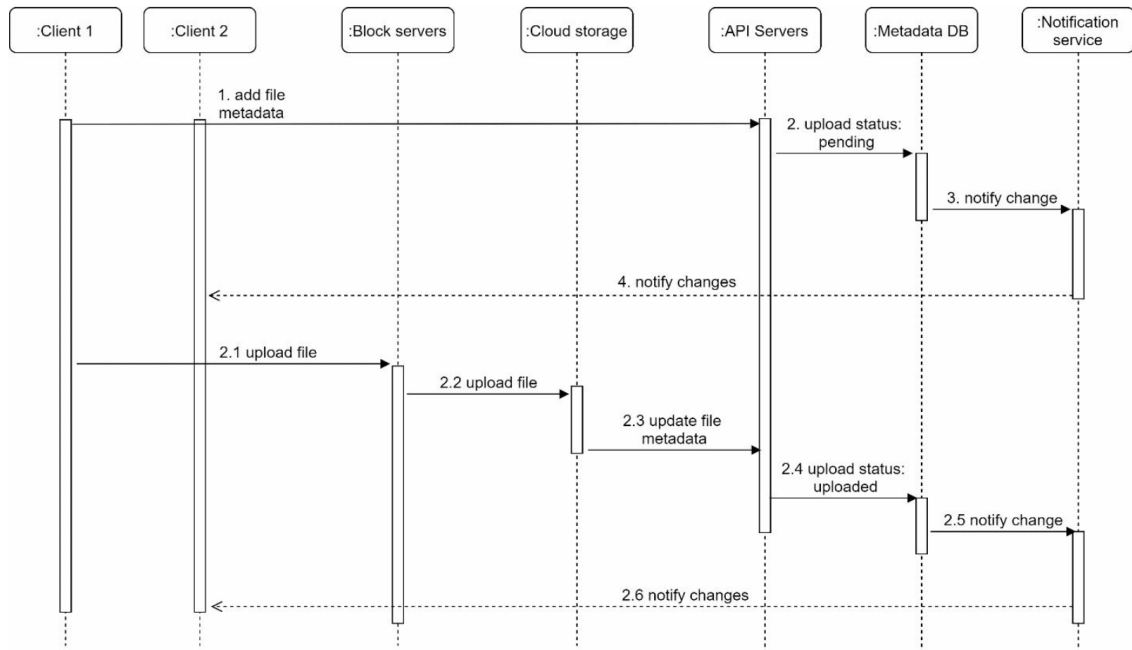 :Client 1
:Client 2
:Block servers
:Cloud storage
:API Servers
:Metadata DB
:Notification
service
1. add file
metadata
2. upload status:
pending
3. notify change
4. notify changes
2.1 upload file
2.2 upload file
2.3 update file
metadata
2.4 upload status:
uploaded
2.5 notify change
2.6 notify changes